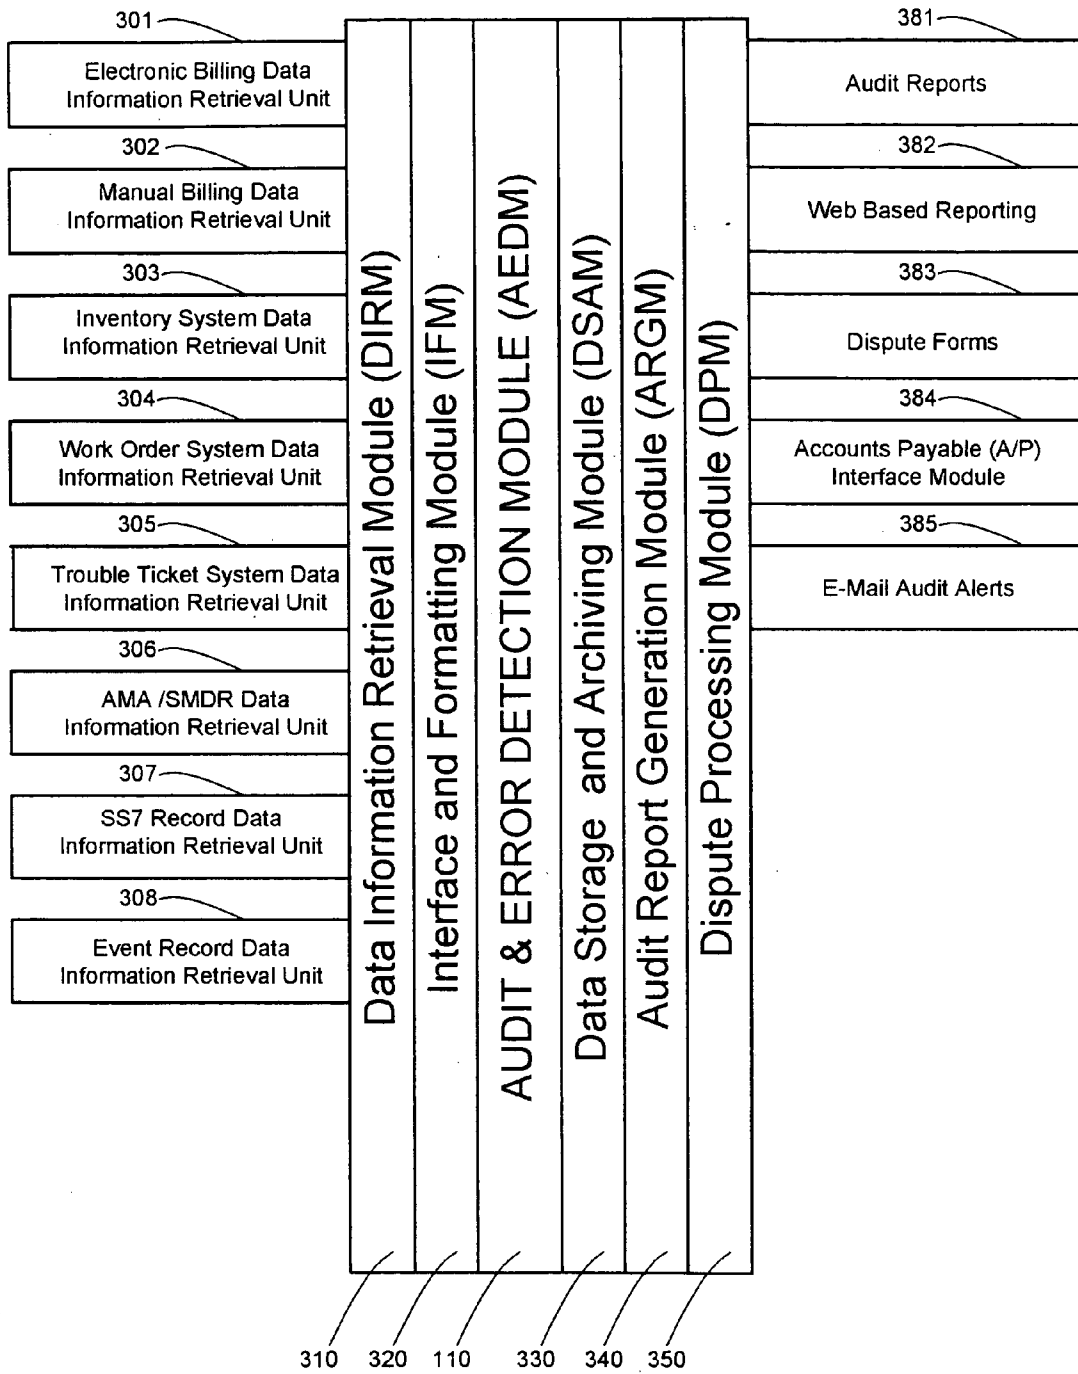 301
Electronic Billing Data
Information Retrieval Unit
302
Manual Billing Data
Information Retrieval Unit
303
Inventory System Data
Information Retrieval Unit
304
Work Order System Data
Information Retrieval Unit
305
Trouble Ticket System Data
Information Retrieval Unit
306
AMA /SMDR Data
Information Retrieval Unit
307
SS7 Record Data
Information Retrieval Unit
308
Event Record Data
Information Retrieval Unit
Data Information Retrieval Module (DIRM)
Interface and Formatting Module (IFM)
AUDIT & ERROR DETECTION MODULE (AEDM)
Data Storage and Archiving Module (DSAM)
Audit Report Generation Module (ARGM)
Dispute Processing Module (DPM)
381
Audit Reports
382
Web Based Reporting
383
Dispute Forms
384
Accounts Payable (A/P)
Interface Module
385
E-Mail Audit Alerts
310 320 110 330 340 350